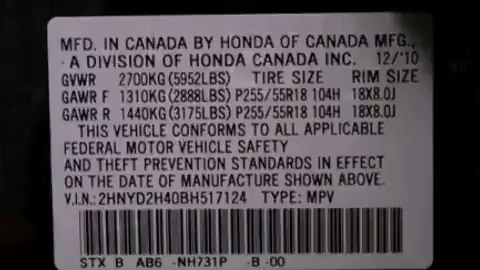 MFD. IN CANADA BY HONDA OF CANADA MFG.,
A DIVISION OF HONDA CANADA INC. 12/'10
GVWR 2700KG(5952LBS) TIRE SIZE RIM SIZE
GAWR F 1310KG(2888LBS)P255/55R18 104H 18X8.0J
GAWR R 1440KG(3175LBS)P255/55R18 104H 18X8.0J
THIS VEHICLE CONFORMS TO ALL APPLICABLE
FEDERAL MOTOR VEHICLE SAFETY
AND THEFT PREVENTION STANDARDS IN EFFECT
ON THE DATE OF MANUFACTURE SHOWN ABOVE.
V.I.N.:2HNYD2H40BH517124 TYPE: MPV
STX B AB6 -NH731P -B -00